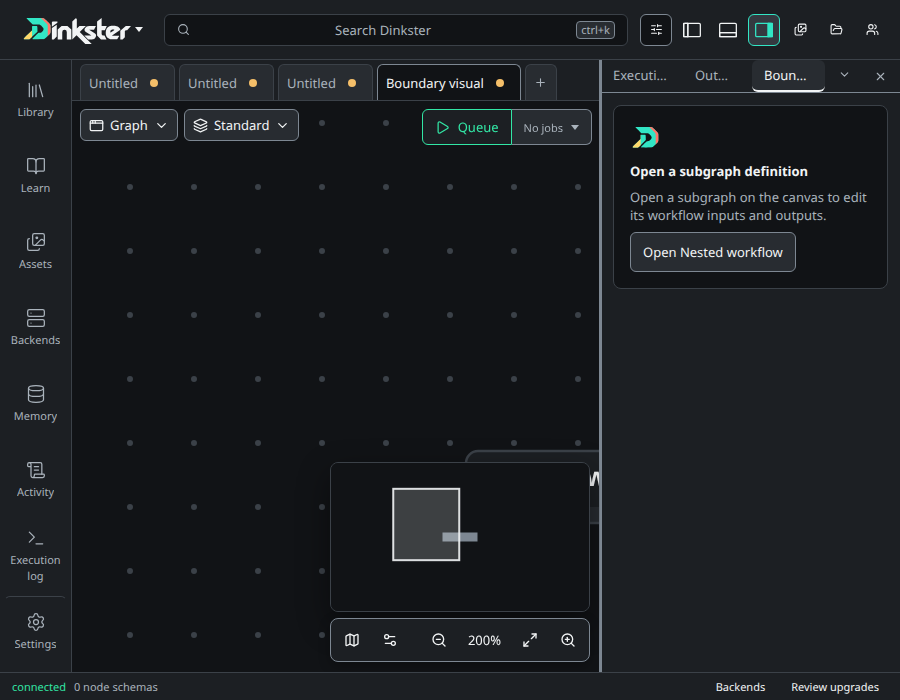 Dinkster
Search Dinkster
ctrl+k
Library
Learn
Assets
Backends
Memory
Activity
Execution
log
Settings
Untitled
Untitled
Untitled
Boundary visual
Graph
Standard
Queue
No jobs
200%
Executi...
Out...
Boun...
Open a subgraph definition
Open a subgraph on the canvas to edit
its workflow inputs and outputs.
Open Nested workflow
connected
0 node schemas
Backends
Review upgrades